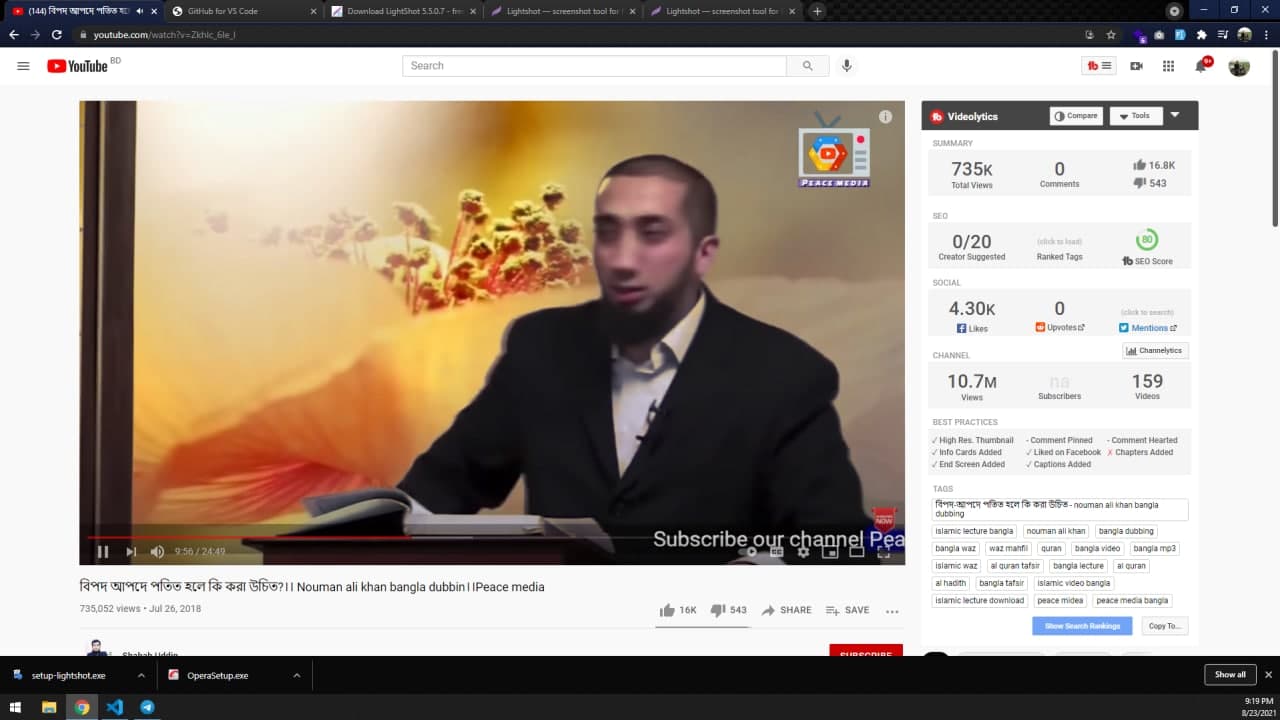 (144) বিপদ আপদে পতিত হ
GitHub for VS Code
Download LightShot 5.5.0.7 - fre
Lightshot — screenshot tool for
Lightshot — screenshot tool for
youtube.com/watch?v=Zkhlc_6le_I
YouTube BD
Search
9+
PEACE MEDIA
Subscribe our channel Pea
9:56 / 24:49
বিপদ আপদে পতিত হলে কি করা উচিত?।। Nouman ali khan bangla dubbin।।Peace media
735,052 views • Jul 26, 2018
16K 543 SHARE SAVE
Shahab Uddin
SUBSCRIBE
Videolytics Compare Tools
SUMMARY
735K 0 16.8K
Total Views Comments 543
SEO
0/20 (click to load) 80
Creator Suggested Ranked Tags SEO Score
SOCIAL
4.30K 0 (click to search)
Likes Upvotes Mentions
CHANNEL Channelytics
10.7M na 159
Views Subscribers Videos
BEST PRACTICES
✓ High Res. Thumbnail - Comment Pinned - Comment Hearted
✓ Info Cards Added ✓ Liked on Facebook ✗ Chapters Added
✓ End Screen Added ✓ Captions Added
TAGS
বিপদ-আপদে পতিত হলে কি করা উচিত - nouman ali khan bangla
dubbing
islamic lecture bangla nouman ali khan bangla dubbing
bangla waz waz mahfil quran bangla video bangla mp3
islamic waz al quran tafsir bangla lecture al quran
al hadith bangla tafsir islamic video bangla
islamic lecture download peace midea peace media bangla
Show Search Rankings Copy To...
setup-lightshot.exe
OperaSetup.exe
Show all
9:19 PM
8/23/2021